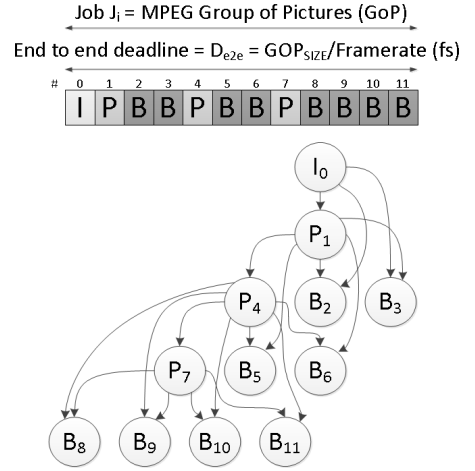 Job Ji = MPEG Group of Pictures (GoP)
End to end deadline = De2e = GOPSIZE/Framerate (fs)
# 0 1 2 3 4 5 6 7 8 9 10 11
I P B B P B B P B B B B
I0
P1
P4 B2 B3
P7 B5 B6
B8 B9 B10 B11